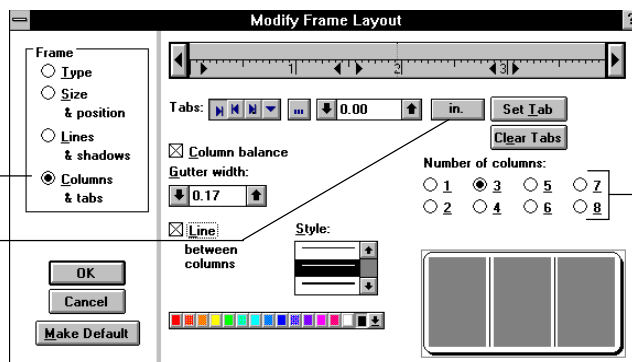 Modify Frame Layout
?
Frame
Type
Size
& position
Lines
& shadows
Columns
& tabs
OK
Cancel
Make Default
1 2 3
Tabs: ... 0.00 in. Set Tab
Clear Tabs
Column balance
Gutter width:
0.17
Line
between
columns
Style:
Number of columns:
1 3 5 7
2 4 6 8